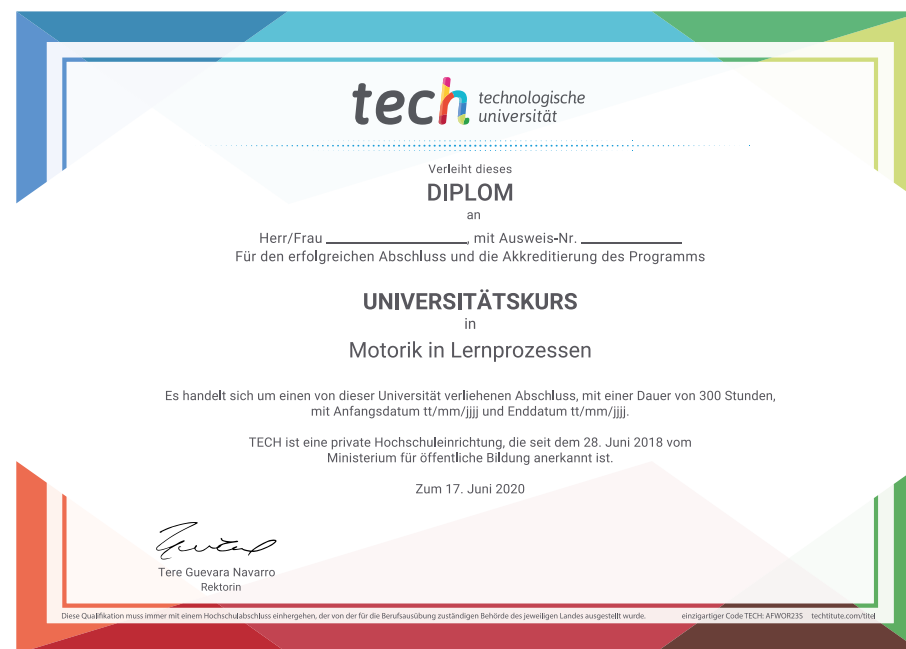 tech technologische
universität
Verleiht dieses
DIPLOM
an
Herr/Frau ____________, mit Ausweis-Nr. ____________
Für den erfolgreichen Abschluss und die Akkreditierung des Programms
UNIVERSITÄTSKURS
in
Motorik in Lernprozessen
Es handelt sich um einen von dieser Universität verliehenen Abschluss, mit einer Dauer von 300 Stunden,
mit Anfangsdatum tt/mm/jjjj und Enddatum tt/mm/jjjj.
TECH ist eine private Hochschuleinrichtung, die seit dem 28. Juni 2018 vom
Ministerium für öffentliche Bildung anerkannt ist.
Zum 17. Juni 2020
Tere Guevara Navarro
Rektorin
Diese Qualifikation muss immer mit einem Hochschulabschluss einhergehen, der von der für die Berufsausübung zuständigen Behörde des jeweiligen Landes ausgestellt wurde. einzigartiger Code TECH: AFWOR23S techtitute.com/titel